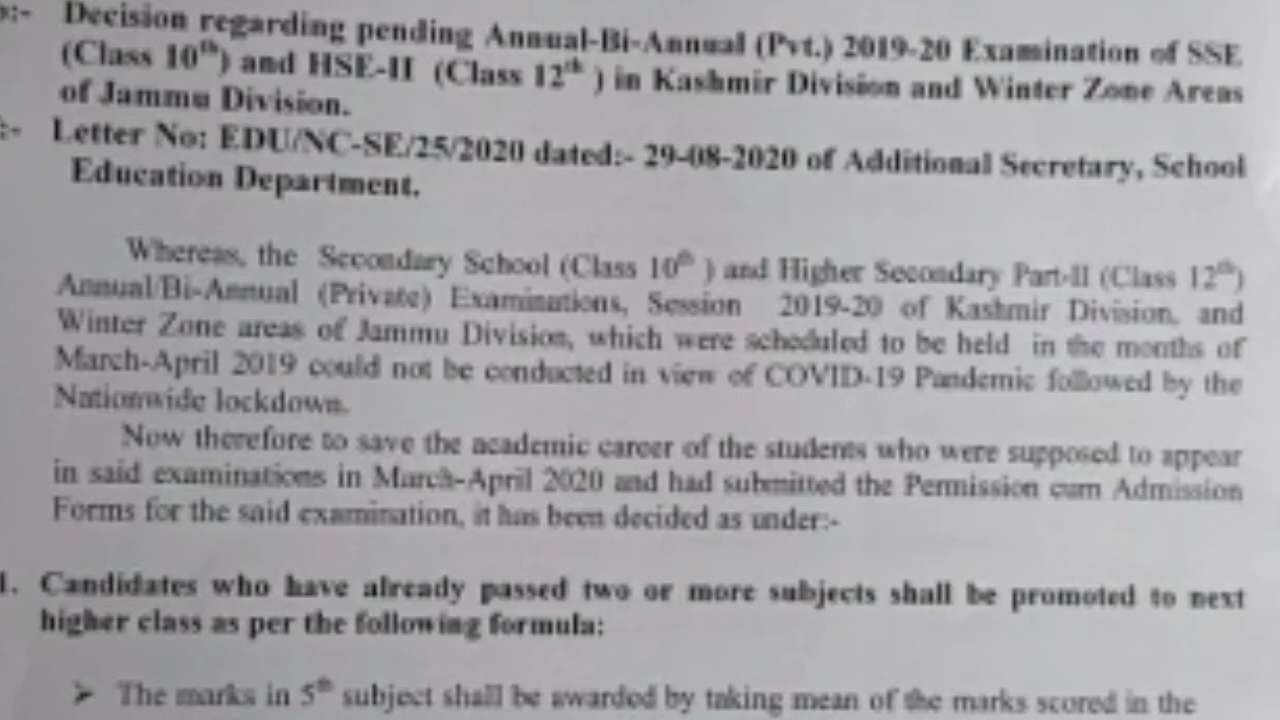 :- Decision regarding pending Annual-Bi-Annual (Pvt.) 2019-20 Examination of SSE
(Class 10th) and HSE-II (Class 12th ) in Kashmir Division and Winter Zone Areas
of Jammu Division.
:- Letter No: EDU/NC-SE/25/2020 dated:- 29-08-2020 of Additional Secretary, School
Education Department.
Whereas, the Secondary School (Class 10th ) and Higher Secondary Part-II (Class 12th)
Annual/Bi-Annual (Private) Examinations, Session 2019-20 of Kashmir Division, and
Winter Zone areas of Jammu Division, which were scheduled to be held in the months of
March-April 2019 could not be conducted in view of COVID-19 Pandemic followed by the
Nationwide lockdown.
Now therefore to save the academic career of the students who were supposed to appear
in said examinations in March-April 2020 and had submitted the Permission cum Admission
Forms for the said examination, it has been decided as under:-
1. Candidates who have already passed two or more subjects shall be promoted to next
higher class as per the following formula:
➤ The marks in 5th subject shall be awarded by taking mean of the marks scored in the